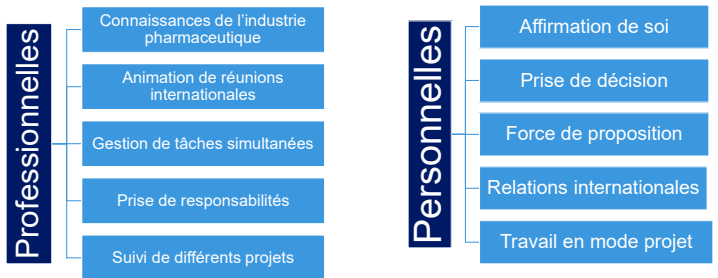 Professionnelles
Connaissances de l’industrie
pharmaceutique
Animation de réunions
internationales
Gestion de tâches simultanées
Prise de responsabilités
Suivi de différents projets
Personnelles
Affirmation de soi
Prise de décision
Force de proposition
Relations internationales
Travail en mode projet